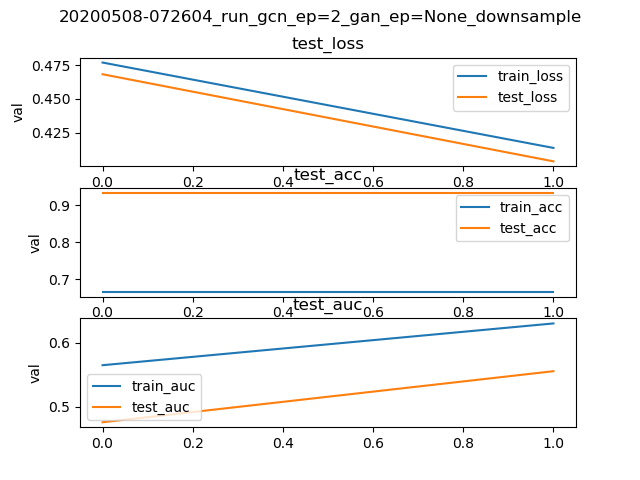 20200508-072604_run_gcn_ep=2_gan_ep=None_downsample
test_loss
0.475
0.450
0.425
val
train_loss
test_loss
0.0 0.2 0.4 0.6 0.8 1.0
test_acc
0.9
0.8
0.7
val
train_acc
test_acc
0.0 0.2 0.4 0.6 0.8 1.0
test_auc
0.6
0.5
val
train_auc
test_auc
0.0 0.2 0.4 0.6 0.8 1.0